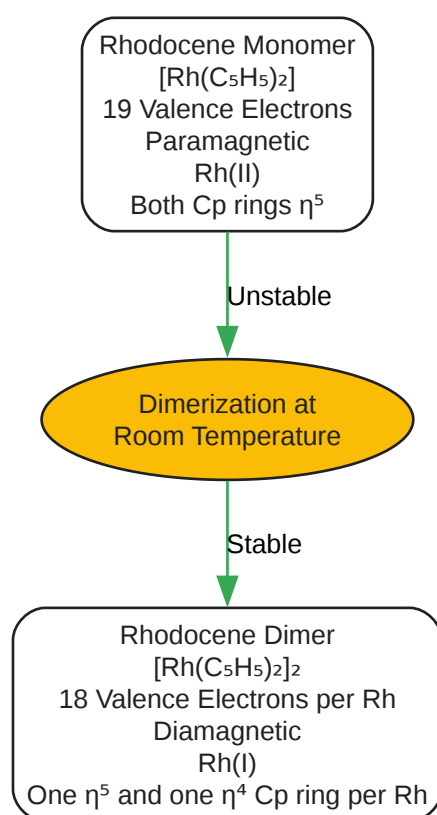 Rhodocene Monomer
[Rh(C₅H₅)₂]
19 Valence Electrons
Paramagnetic
Rh(II)
Both Cp rings η⁵
Unstable
Dimerization at
Room Temperature
Stable
Rhodocene Dimer
[Rh(C₅H₅)₂]₂
18 Valence Electrons per Rh
Diamagnetic
Rh(I)
One η⁵ and one η⁴ Cp ring per Rh